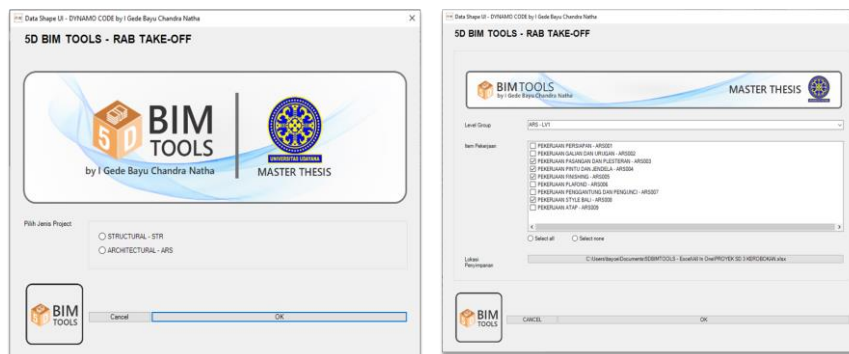 Data Shape UI - DYNAMO CODE by I Gede Bayu Chandra Natha
5D BIM TOOLS - RAB TAKE-OFF
5D
BIM
TOOLS
by I Gede Bayu Chandra Natha
UNIVERSITAS UDAYANA
MASTER THESIS
Pilih Jenis Project
STRUCTURAL - STR
ARCHITECTURAL - ARS
BIM
TOOLS
Cancel
OK
Data Shape UI - DYNAMO CODE by I Gede Bayu Chandra Natha
5D BIM TOOLS - RAB TAKE-OFF
BIMTOOLS
by I Gede Bayu Chandra Natha
MASTER THESIS
Level Group
ARS - LV1
Item Pekerjaan
PEKERJAAN PERSIAPAN - ARS001
PEKERJAAN GALIAN DAN URUGAN - ARS002
PEKERJAAN PASANGAN DAN PLESTERAN - ARS003
PEKERJAAN PINTU DAN JENDELA - ARS004
PEKERJAAN FINISHING - ARS005
PEKERJAAN PLAFOND - ARS006
PEKERJAAN PENGGANTUNG DAN PENGUNCI - ARS007
PEKERJAAN STYLE BALI - ARS008
PEKERJAAN ATAP - ARS009
Select all
Select none
Lokasi
Penyimpanan
BIM
TOOLS
CANCEL
OK